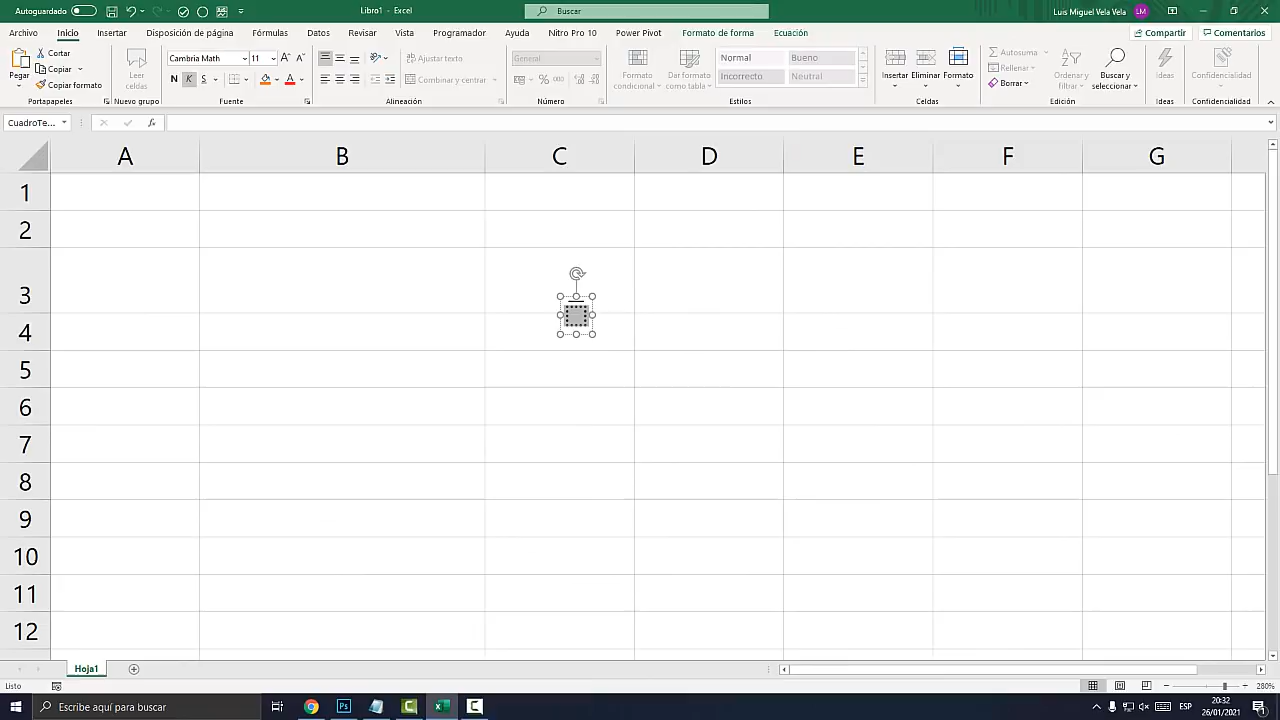 Autoguardado
Libro1 - Excel
Buscar
Luis Miguel Vela Vela
LM
Archivo Inicio Insertar Disposición de página Fórmulas Datos Revisar Vista Programador Ayuda Nitro Pro 10 Power Pivot Formato de forma Ecuación
Compartir Comentarios
Pegar
Cortar
Copiar
Copiar formato
Portapapeles
Leer celdas
Nuevo grupo
Cambria Math 11
N K S
Fuente
Ajustar texto
Combinar y centrar
Alineación
General
% 000
Número
Formato condicional
Dar formato como tabla
Normal Bueno
Incorrecto Neutral
Estilos
Insertar Eliminar Formato
Celdas
Autosuma
Rellenar
Borrar
Ordenar y filtrar
Buscar y seleccionar
Edición
Ideas
Ideas
Confidencialidad
Confidencialidad
CuadroTe...
fx
A B C D E F G
1
2
3
4
5
6
7
8
9
10
11
12
Hoja1
Listo
280%
Escribe aquí para buscar
ESP
20:32
26/01/2021